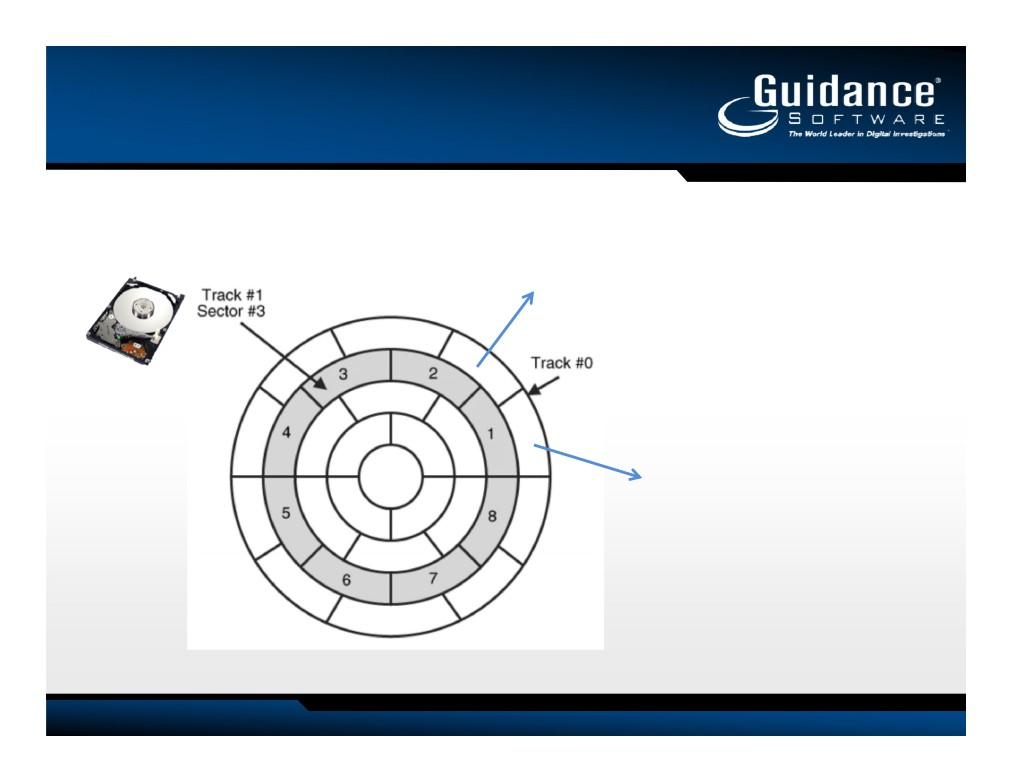 Guidance®
SOFTWARE
The World Leader in Digital Investigations™
Track #1
Sector #3
Track #0
3
2
4
1
5
8
6
7